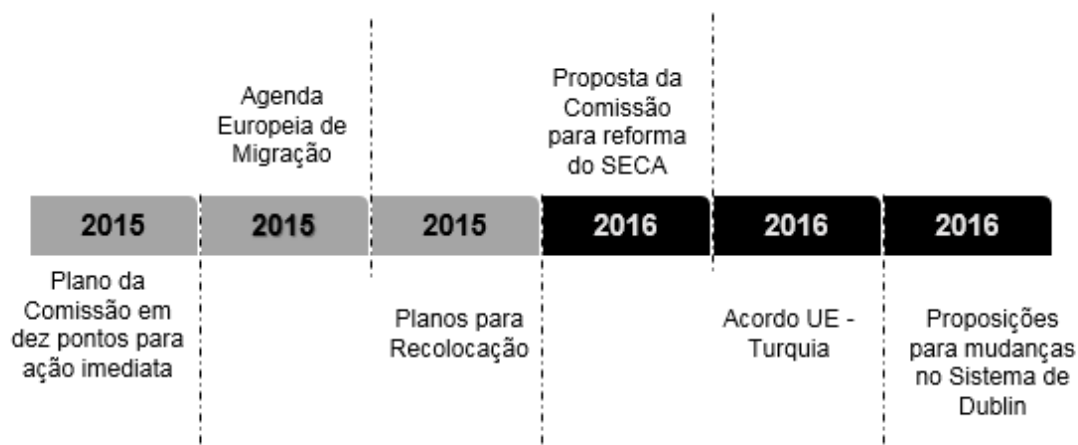 Agenda
Europeia de
Migração
Proposta da
Comissão
para reforma
do SECA
2015
2015
2015
2016
2016
2016
Plano da
Comissão em
dez pontos para
ação imediata
Planos para
Recolocação
Acordo UE -
Turquia
Proposições
para mudanças
no Sistema de
Dublin